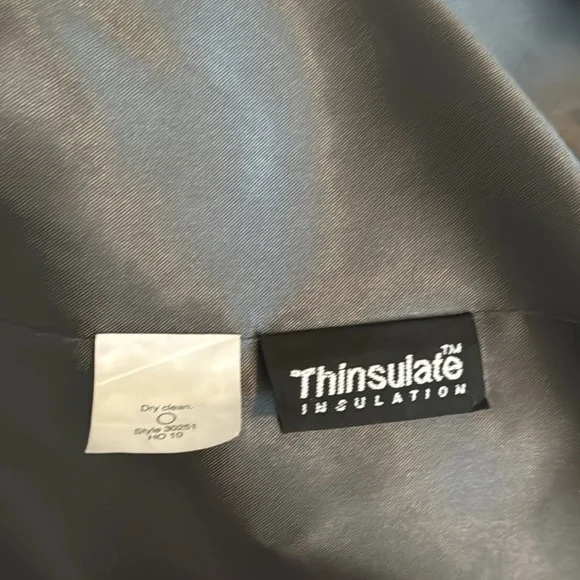 Dry clean.
Style 30251
HO 10
Thinsulate™
INSULATION